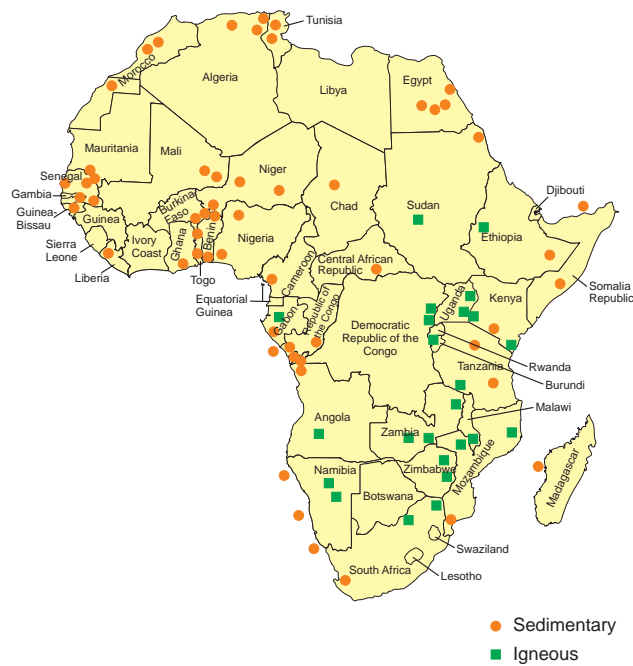 Tunisia
Morocco
Algeria
Libya
Egypt
Mauritania
Mali
Niger
Chad
Sudan
Djibouti
Senegal
Gambia
Guinea-
Bissau
Guinea
Burkina
Faso
Sierra
Leone
Ivory
Coast
Ghana
Benin
Nigeria
Ethiopia
Liberia
Togo
Cameroon
Central African
Republic
Somalia
Republic
Equatorial
Guinea
Gabon
Republic of
the Congo
Uganda
Kenya
Democratic
Republic of the
Congo
Rwanda
Burundi
Tanzania
Malawi
Angola
Zambia
Mozambique
Zimbabwe
Namibia
Botswana
Madagascar
Swaziland
Lesotho
South Africa
Sedimentary
Igneous